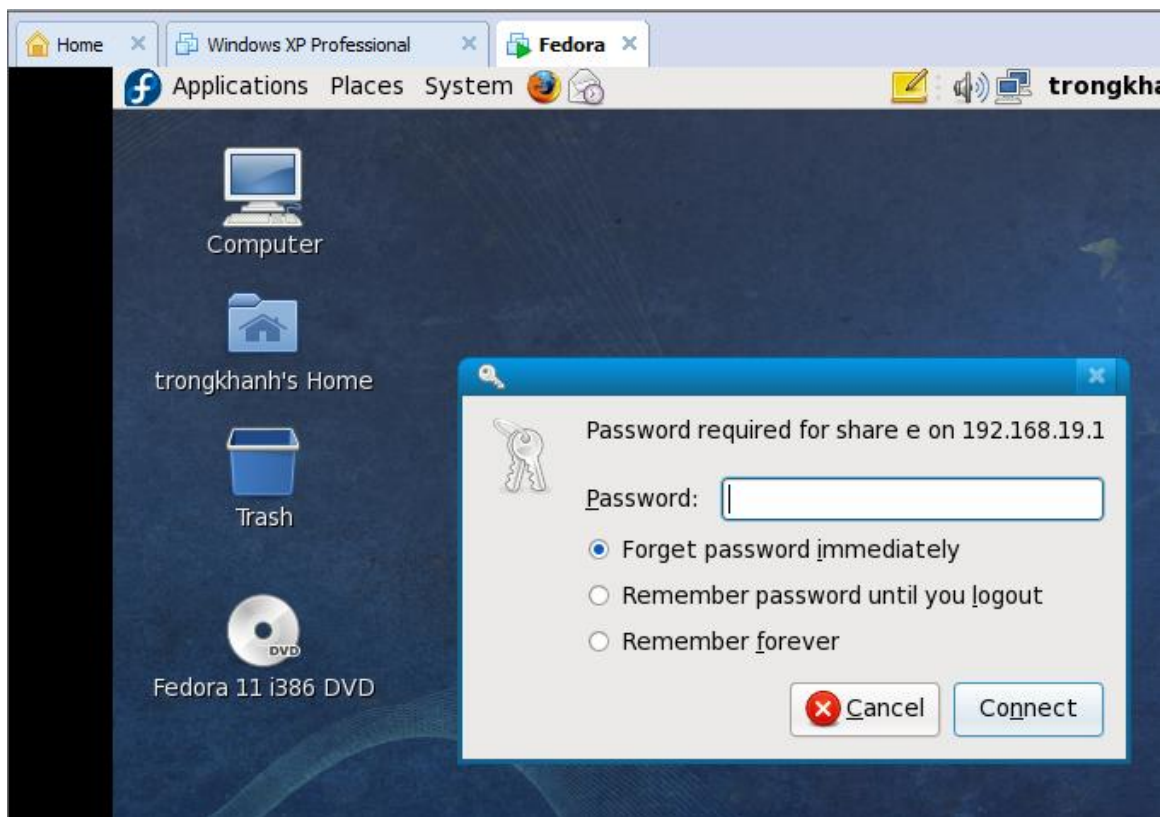 Home
Windows XP Professional
Fedora
Applications Places System
trongkha
Computer
trongkhanh's Home
Trash
DVD
Fedora 11 i386 DVD
Password required for share e on 192.168.19.1
Password:
Forget password immediately
Remember password until you logout
Remember forever
Cancel
Connect